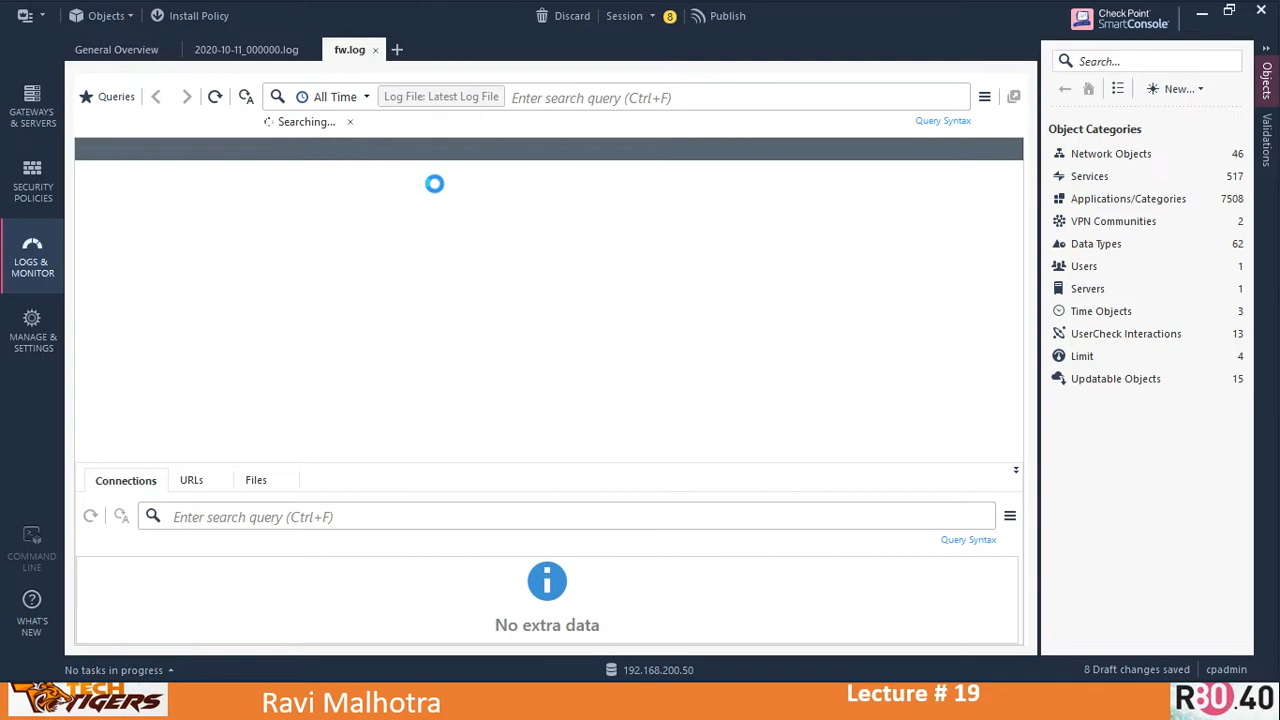 Objects
Install Policy
Discard
Session
8
Publish
Check Point
SmartConsole
General Overview
2020-10-11_000000.log
fw.log
GATEWAYS
& SERVERS
SECURITY
POLICIES
LOGS &
MONITOR
MANAGE &
SETTINGS
COMMAND
LINE
WHAT'S
NEW
Queries
All Time
Log File: Latest Log File
Enter search query (Ctrl+F)
Searching...
Query Syntax
Connections
URLs
Files
Enter search query (Ctrl+F)
Query Syntax
No extra data
Search...
New...
Object Categories
Network Objects 46
Services 517
Applications/Categories 7508
VPN Communities 2
Data Types 62
Users 1
Servers 1
Time Objects 3
UserCheck Interactions 13
Limit 4
Updatable Objects 15
Objects
Validations
No tasks in progress
192.168.200.50
8 Draft changes saved
cpadmin
TECH
TIGERS
Ravi Malhotra
Lecture # 19
R80.40